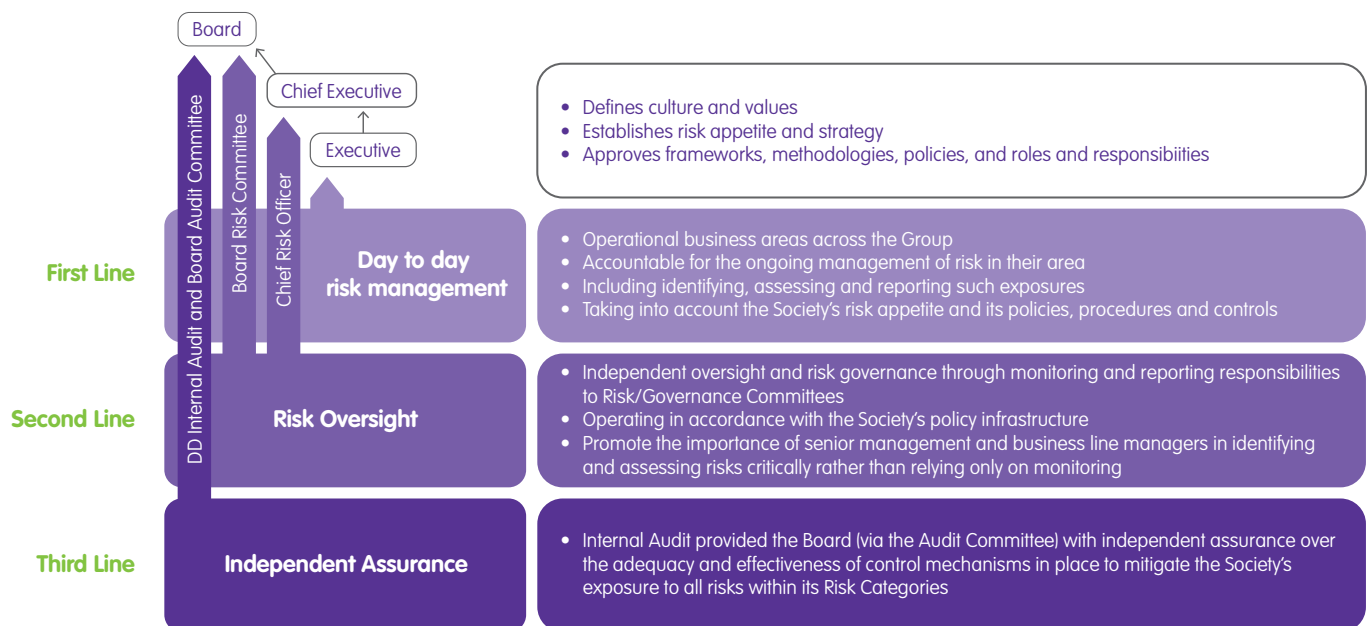 Board
Chief Executive
Executive
DD Internal Audit and Board Audit Committee
Board Risk Committee
Chief Risk Officer
• Defines culture and values
• Establishes risk appetite and strategy
• Approves frameworks, methodologies, policies, and roles and responsibiities
First Line
Day to day
risk management
• Operational business areas across the Group
• Accountable for the ongoing management of risk in their area
• Including identifying, assessing and reporting such exposures
• Taking into account the Society's risk appetite and its policies, procedures and controls
Second Line
Risk Oversight
• Independent oversight and risk governance through monitoring and reporting responsibilities
to Risk/Governance Committees
• Operating in accordance with the Society's policy infrastructure
• Promote the importance of senior management and business line managers in identifying
and assessing risks critically rather than relying only on monitoring
Third Line
Independent Assurance
• Internal Audit provided the Board (via the Audit Committee) with independent assurance over
the adequacy and effectiveness of control mechanisms in place to mitigate the Society's
exposure to all risks within its Risk Categories